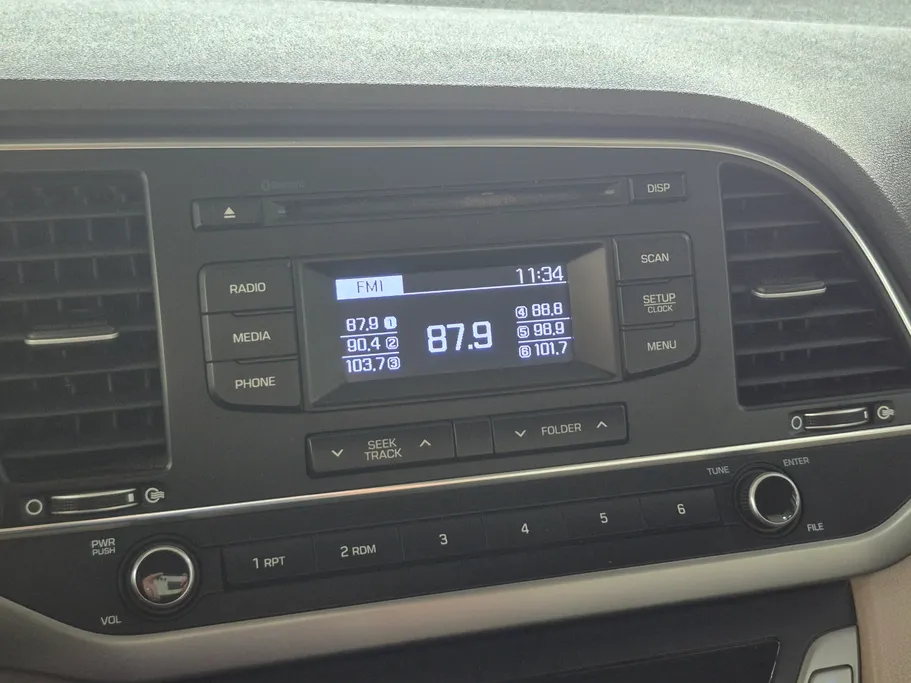 DISP
RADIO
MEDIA
PHONE
FM1 11:34
87.9 1
90.4 2
103.7 3
87.9
4 88.8
5 98.9
6 101.7
SCAN
SETUP
CLOCK
MENU
SEEK
TRACK
FOLDER
PWR
PUSH
VOL
1 RPT
2 RDM
3
4
5
6
TUNE
ENTER
FILE